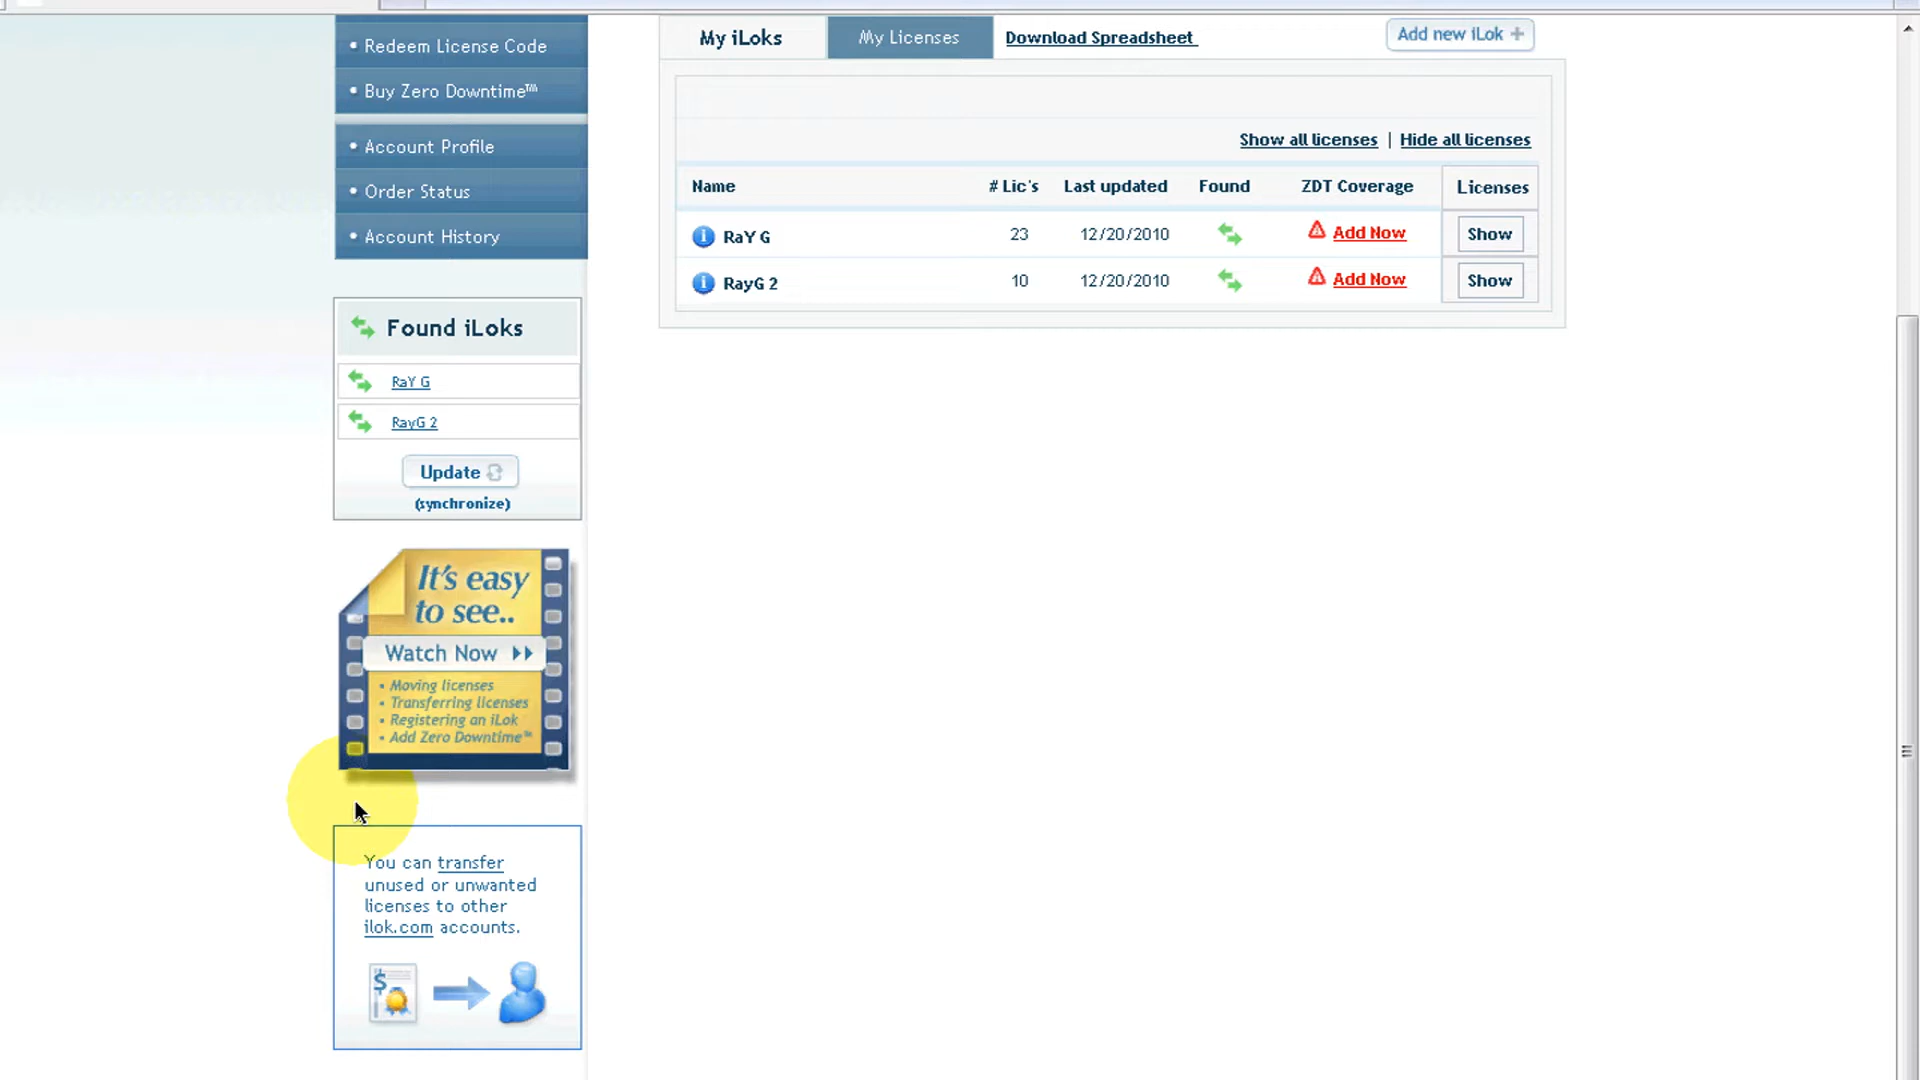 • Redeem License Code
• Buy Zero Downtime™
• Account Profile
• Order Status
• Account History
Found iLoks
RaY G
RayG 2
Update
(synchronize)
It's easy
to see..
Watch Now
• Moving licenses
• Transferring licenses
• Registering an iLok
• Add Zero Downtime™
You can transfer
unused or unwanted
licenses to other
ilok.com accounts.
$
My iLoks My Licenses Download Spreadsheet Add new iLok +
Show all licenses | Hide all licenses
Name # Lic's Last updated Found ZDT Coverage Licenses
RaY G 23 12/20/2010 Add Now Show
RayG 2 10 12/20/2010 Add Now Show